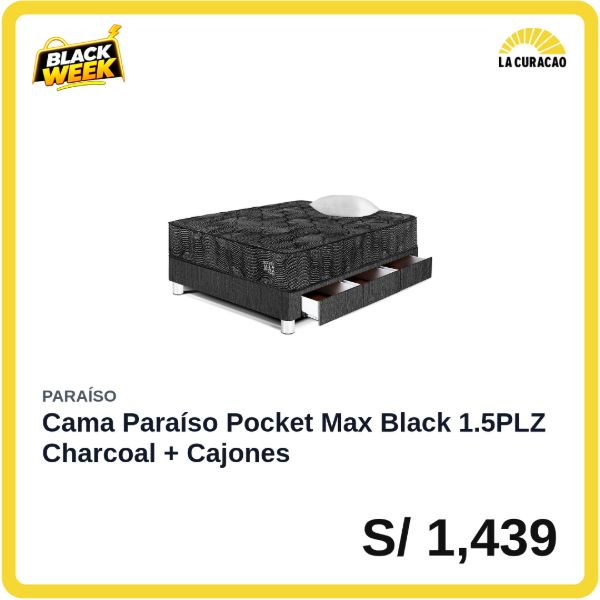 BLACK
WEEK
LA CURACAO
PARAÍSO
Cama Paraíso Pocket Max Black 1.5PLZ
Charcoal + Cajones
S/ 1,439